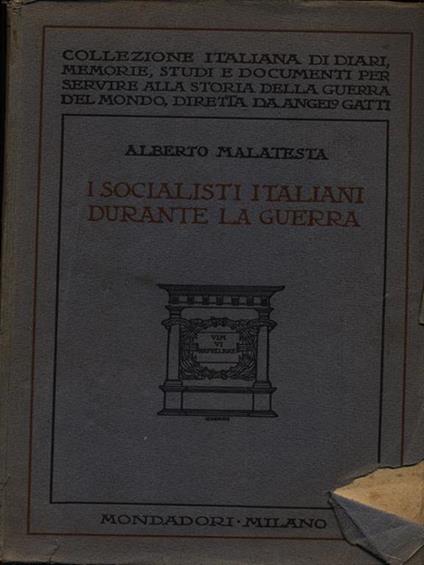 COLLEZIONE ITALIANA DI DIARI,
MEMORIE, STUDI E DOCUMENTI PER
SERVIRE ALLA STORIA DELLA GUERRA
DEL MONDO, DIRETTA DA ANGELO GATTI
ALBERTO MALATESTA
I SOCIALISTI ITALIANI
DURANTE LA GUERRA
VIM
VI
REPELLERE
MONDADORI · MILANO